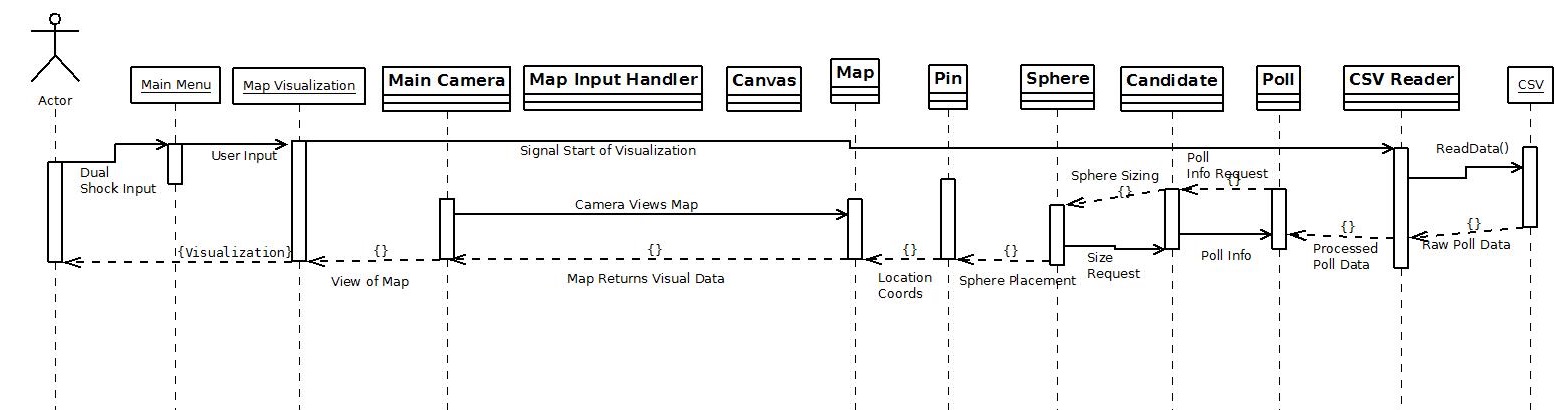 Actor
Main Menu
Map Visualization
Main Camera
Map Input Handler
Canvas
Map
Pin
Sphere
Candidate
Poll
CSV Reader
CSV
Dual
Shock Input
User Input
Signal Start of Visualization
ReadData()
Poll
Info Request
{}
Sphere Sizing
{}
Camera Views Map
{Visualization}
{}
View of Map
{}
Map Returns Visual Data
{}
Location
Coords
{}
Sphere Placement
Size
Request
Poll Info
{}
Processed
Poll Data
{}
Raw Poll Data